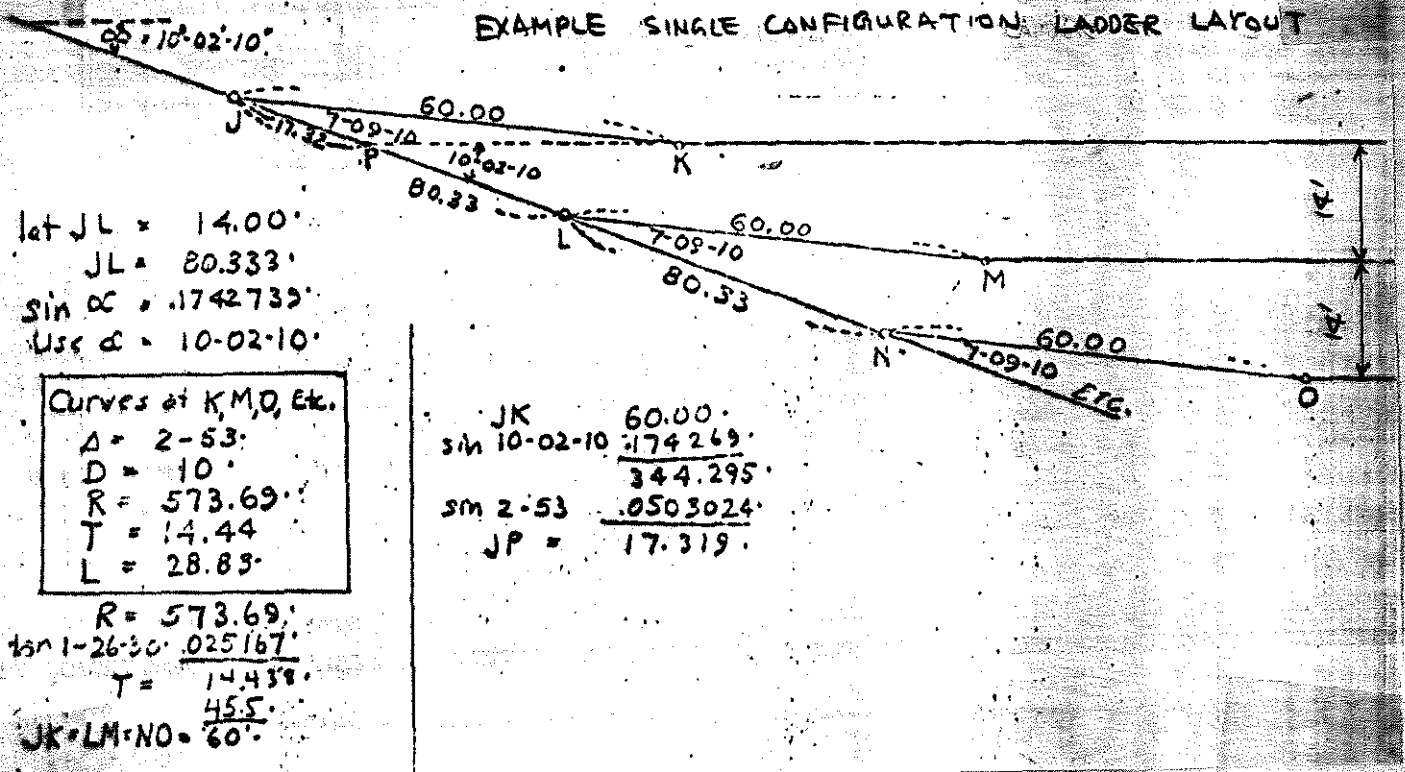 EXAMPLE SINGLE CONFIGURATION LADDER LAYOUT
α = 10°-02'-10"
60.00
J
17.32
7-09-10
P
10-02-10
K
80.33
14
60.00
L
7-09-10
M
80.33
14
60.00
N
7-09-10
Etc.
O
lat JL = 14.00'
JL = 80.333'
sin α = .1742739
Use α = 10-02-10
Curves at K,M,O, Etc.
Δ = 2-53
D = 10
R = 573.69
T = 14.44
L = 28.83
R = 573.69
tan 1-26-30 .025167
T = 14.438
45.5
JK=LM=NO= 60'
JK 60.00
sin 10-02-10 .174269
344.295
sin 2-53 .0503024
JP = 17.319